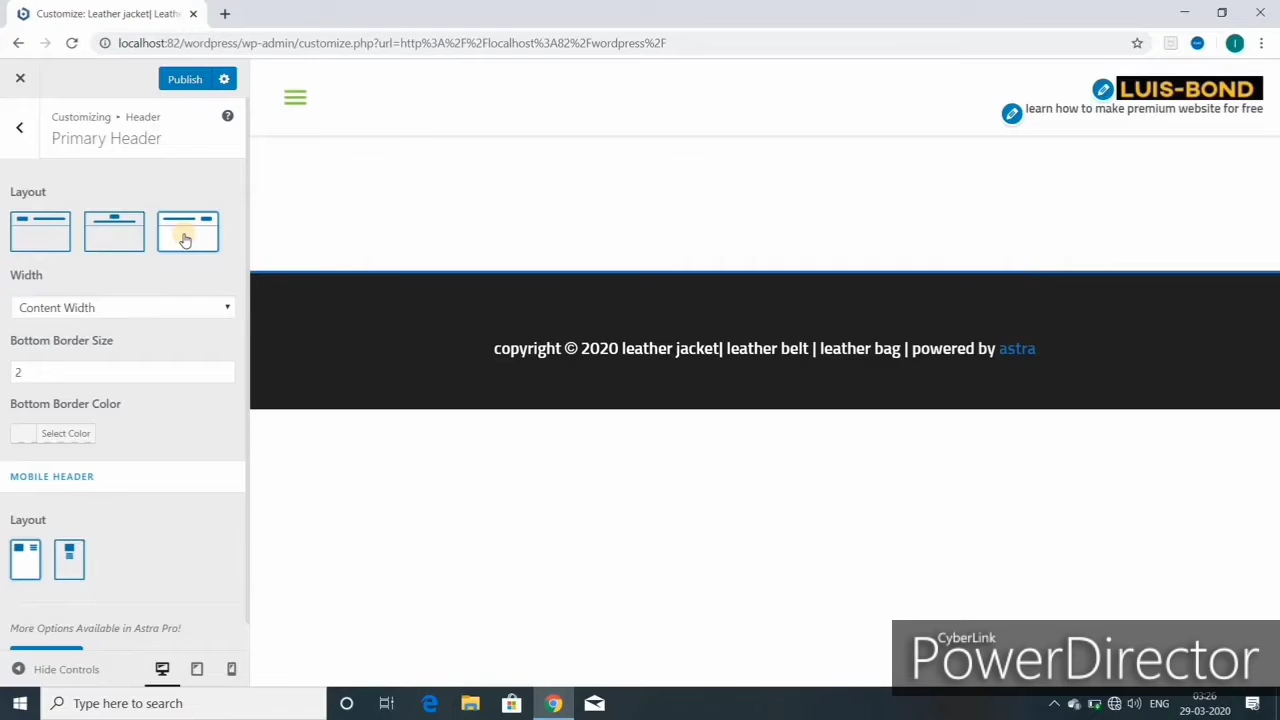 Customize: Leather jacket| Leath
localhost:82/wordpress/wp-admin/customize.php?url=http%3A%2F%2Flocalhost%3A82%2Fwordpress%2F
I
Publish
Customizing • Header
Primary Header
LUIS-BOND
learn how to make premium website for free
Layout
Width
Content Width
Bottom Border Size
2
Bottom Border Color
Select Color
copyright © 2020 leather jacket| leather belt | leather bag | powered by astra
MOBILE HEADER
Layout
More Options Available in Astra Pro!
Hide Controls
CyberLink
PowerDirector
Type here to search
ENG
03:26
29-03-2020